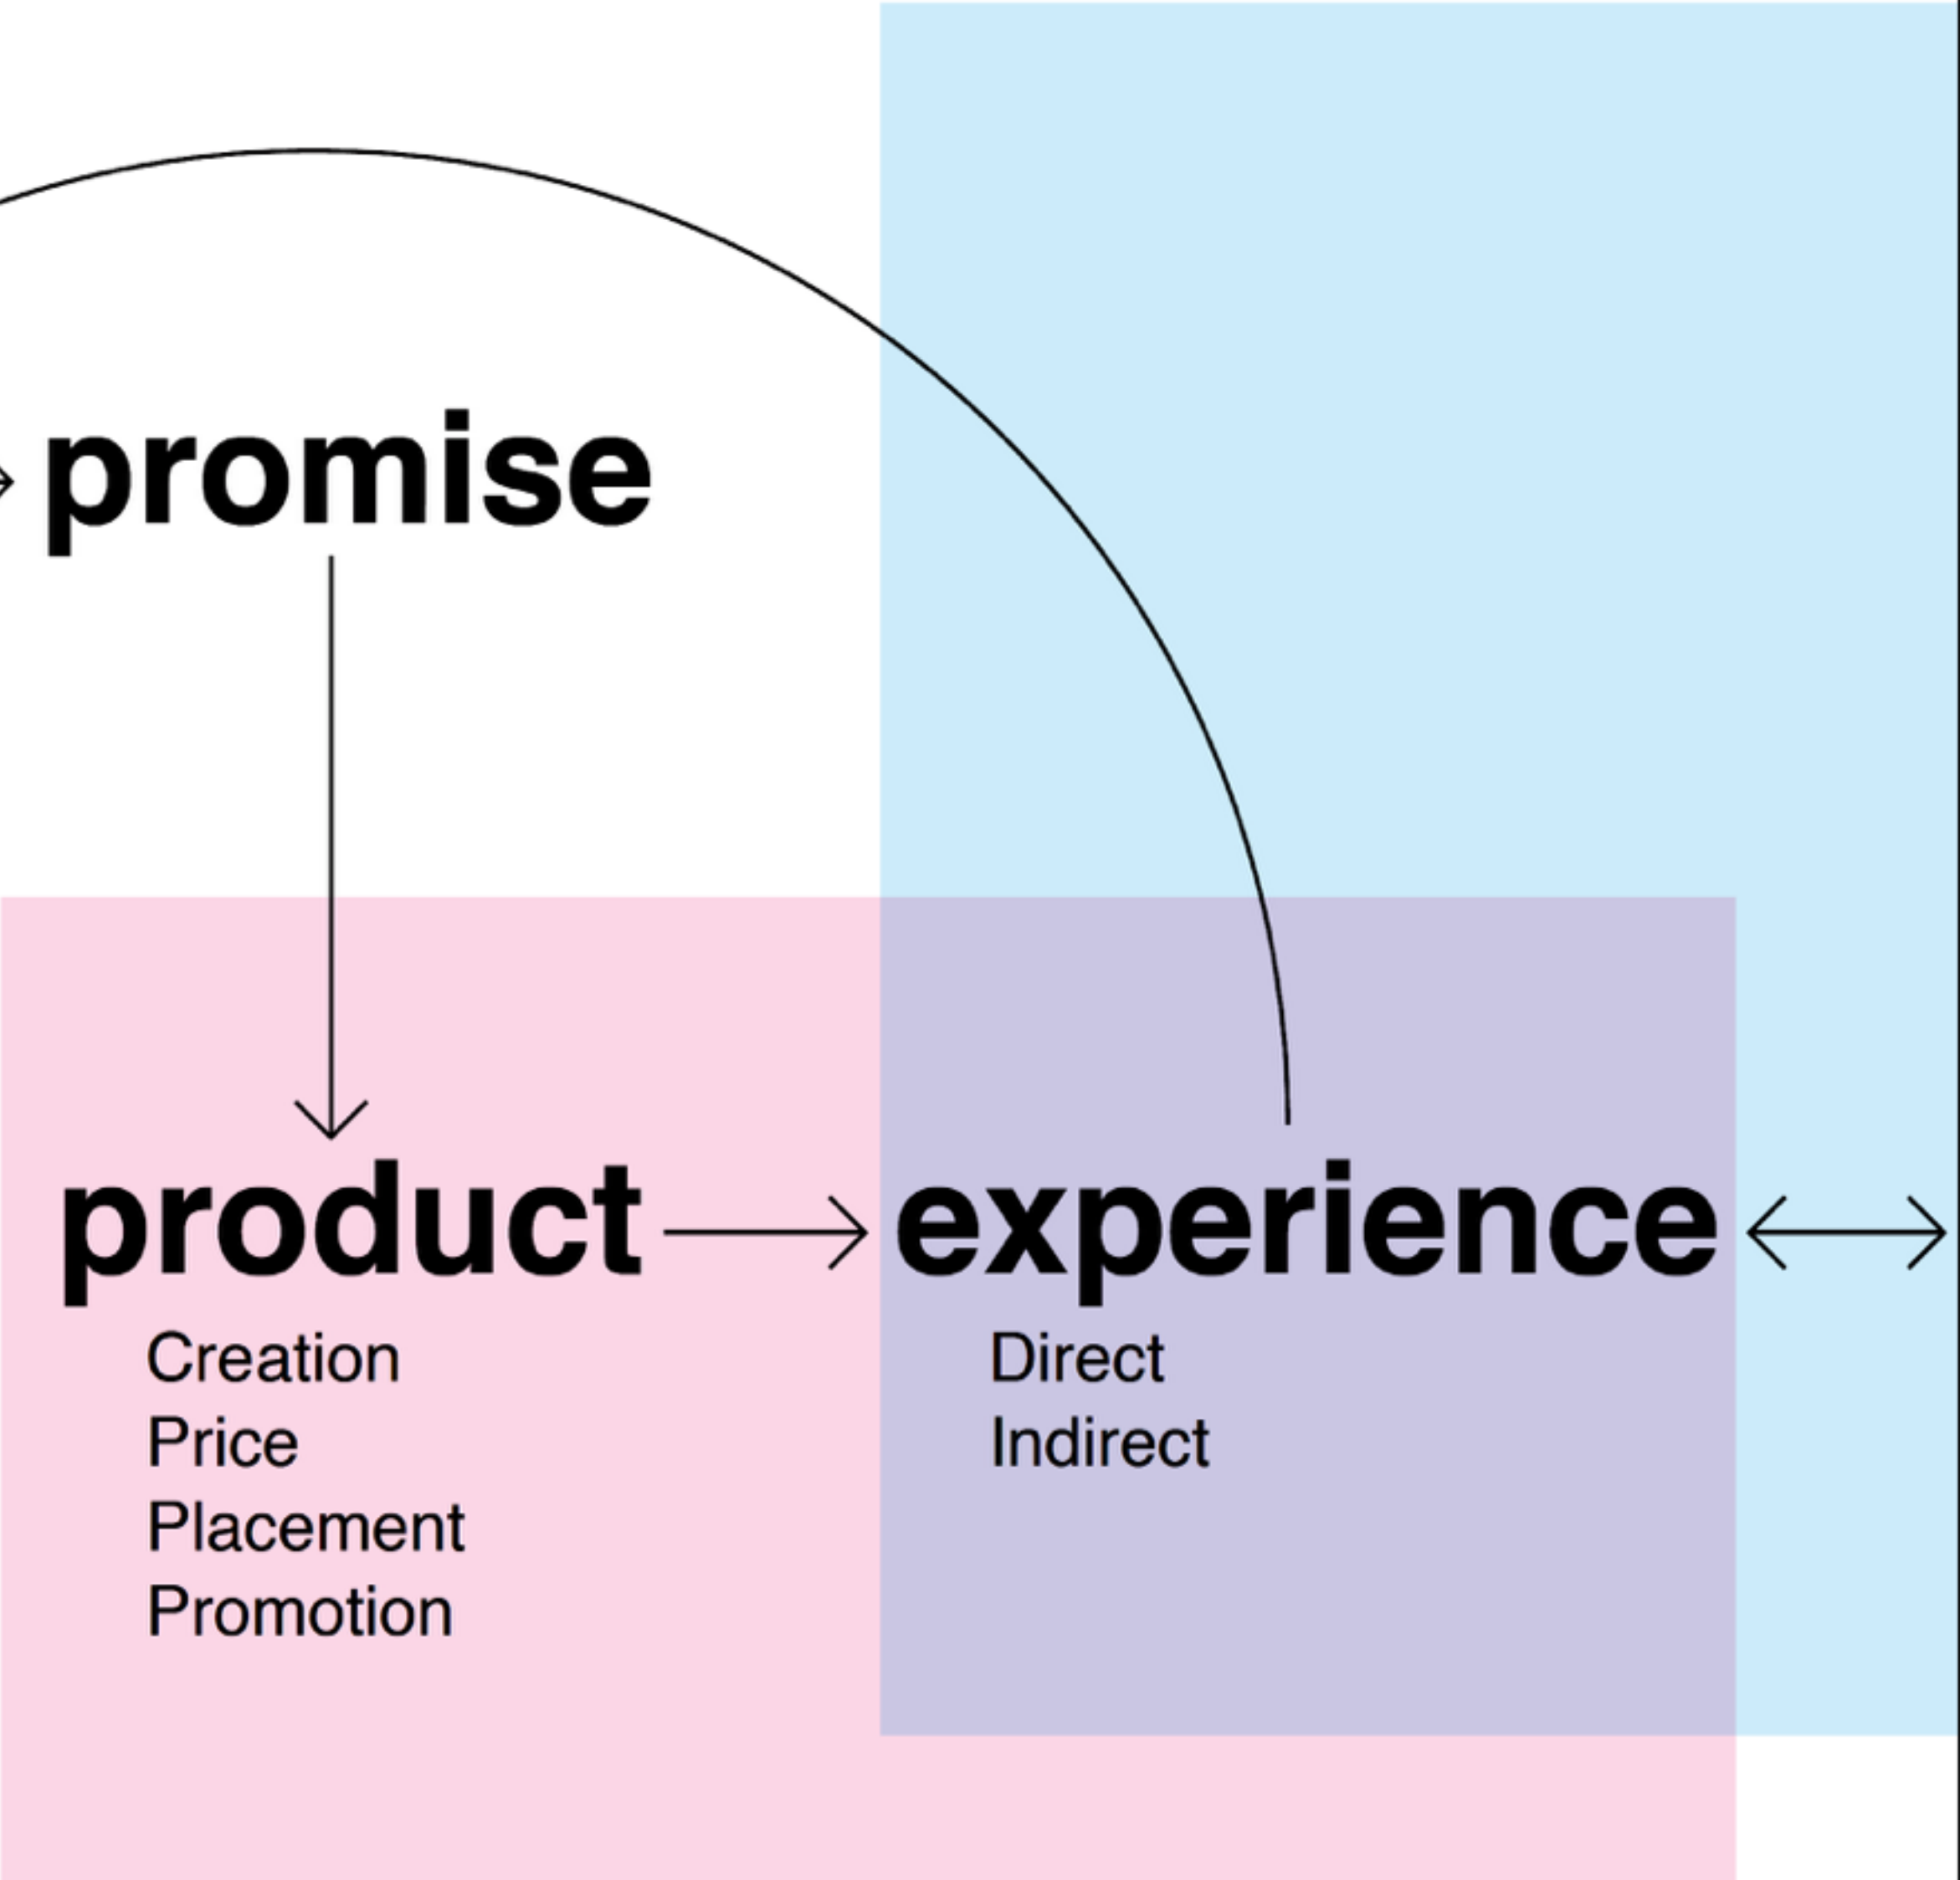 promise
product
Creation
Price
Placement
Promotion
experience
Direct
Indirect